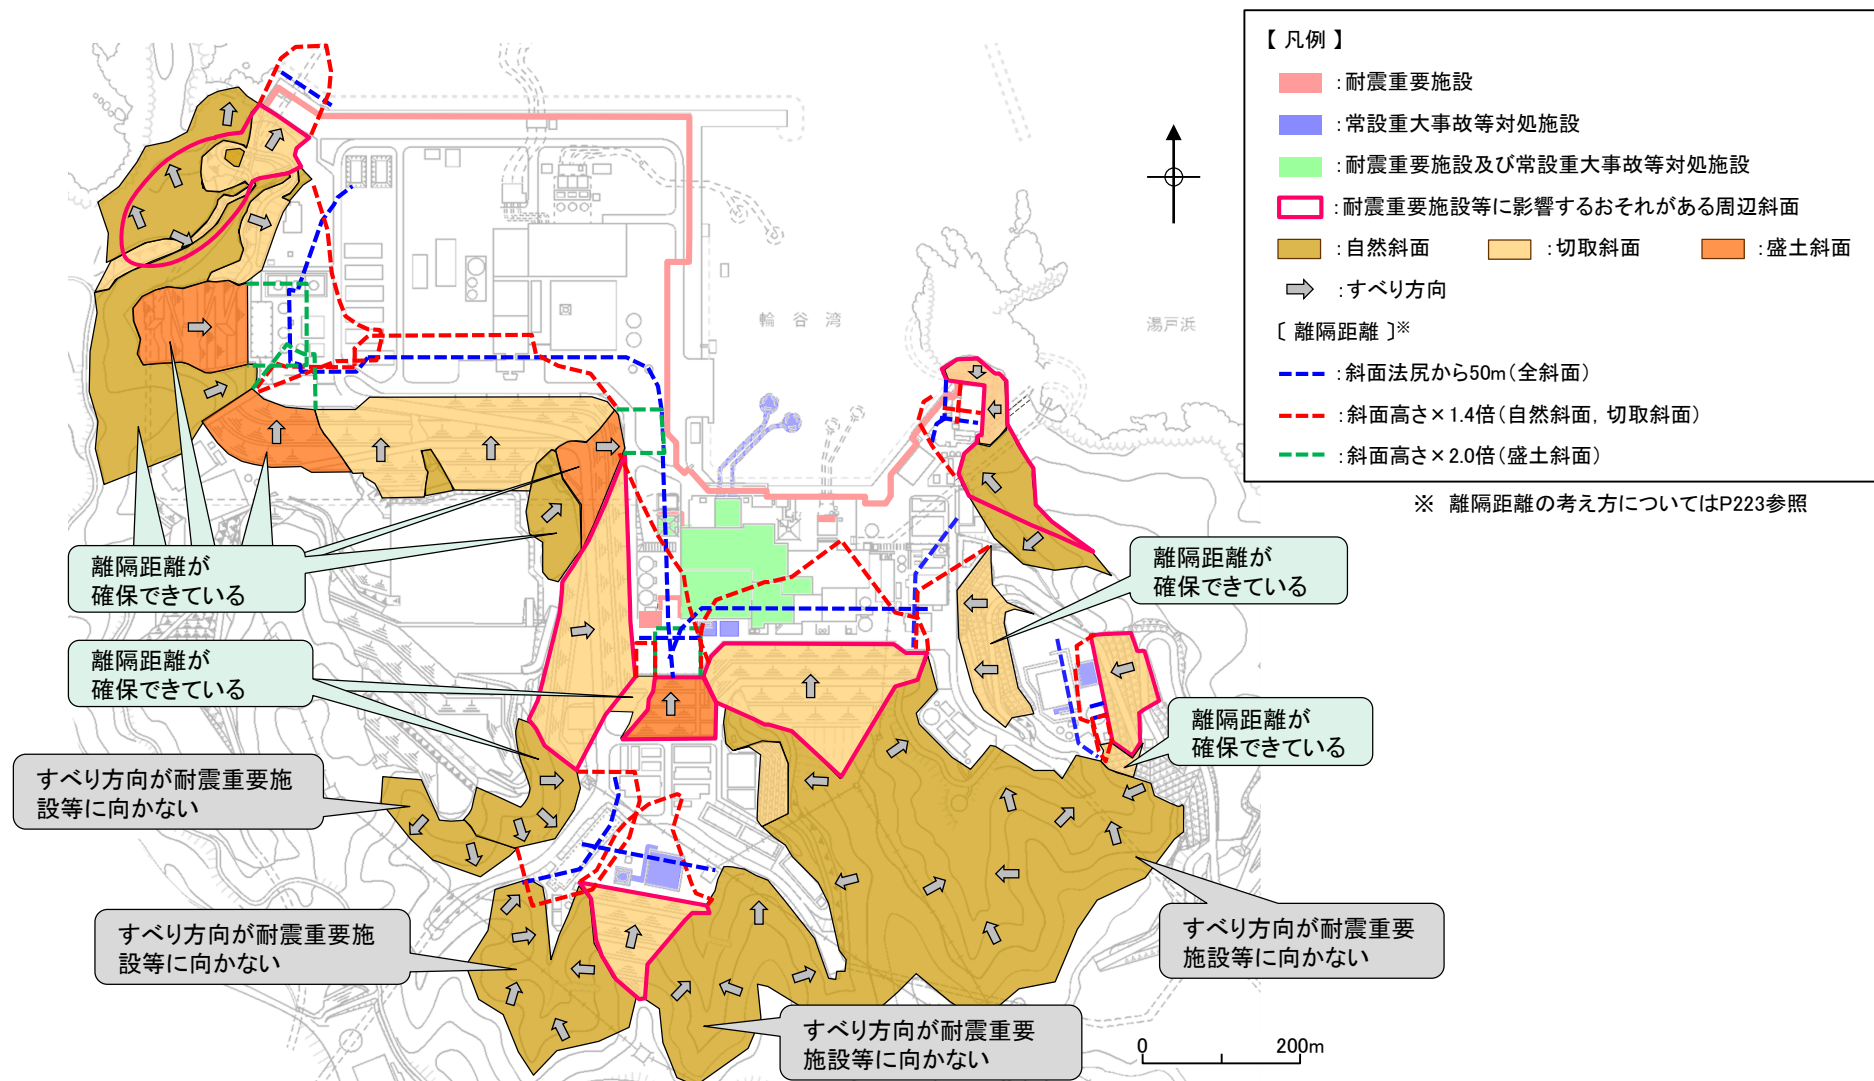 【 凡例 】
：耐震重要施設
：常設重大事故等対処施設
：耐震重要施設及び常設重大事故等対処施設
：耐震重要施設等に影響するおそれがある周辺斜面
：自然斜面 ：切取斜面 ：盛土斜面
：すべり方向
〔 離隔距離 〕※
：斜面法尻から50m（全斜面）
：斜面高さ×1.4倍（自然斜面，切取斜面）
：斜面高さ×2.0倍（盛土斜面）
※ 離隔距離の考え方についてはP223参照
輪谷湾
湯戸浜
離隔距離が
確保できている
離隔距離が
確保できている
離隔距離が
確保できている
離隔距離が
確保できている
すべり方向が耐震重要施
設等に向かない
すべり方向が耐震重要施
設等に向かない
すべり方向が耐震重要
施設等に向かない
すべり方向が耐震重要
施設等に向かない
0 200m